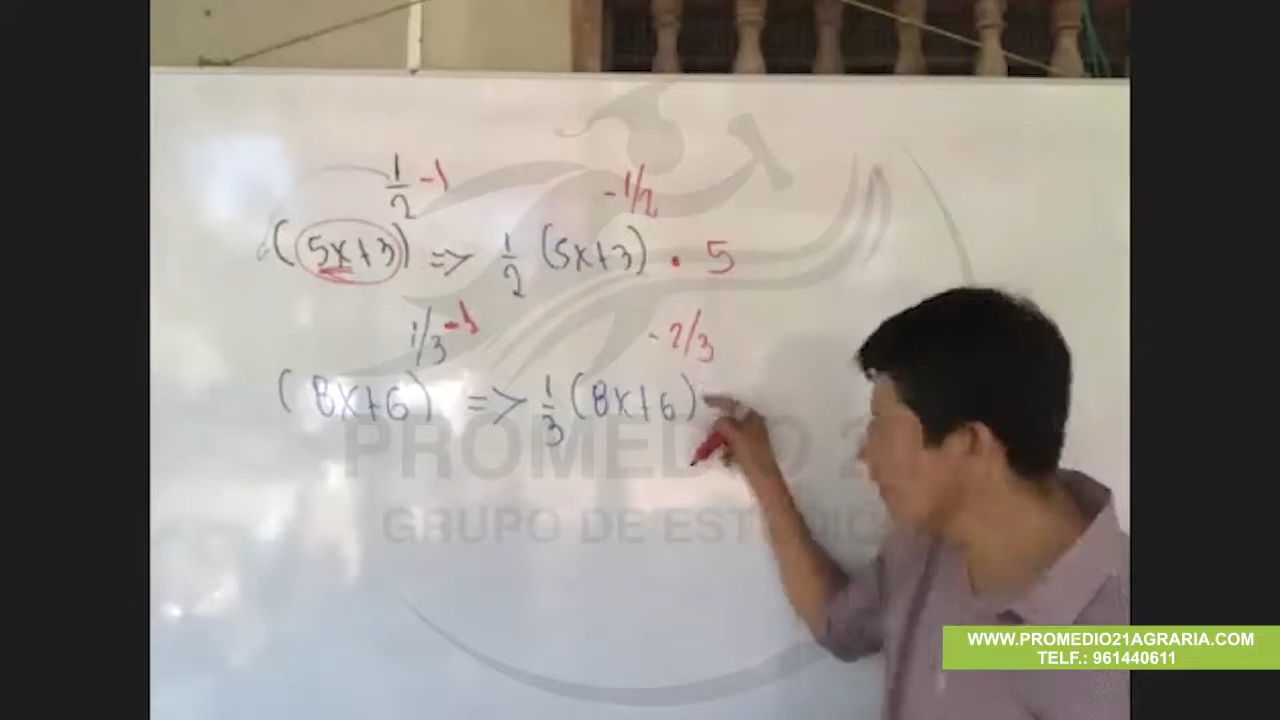 1/2 -1 -1/2
(5x+3) => 1/2 (5x+3) • 5
1/3 -1 -2/3
(8x+6) => 1/3 (8x+6)
PROMEDIO 2
GRUPO DE ESTUDIO
WWW.PROMEDIO21AGRARIA.COM
TELF.: 961440611